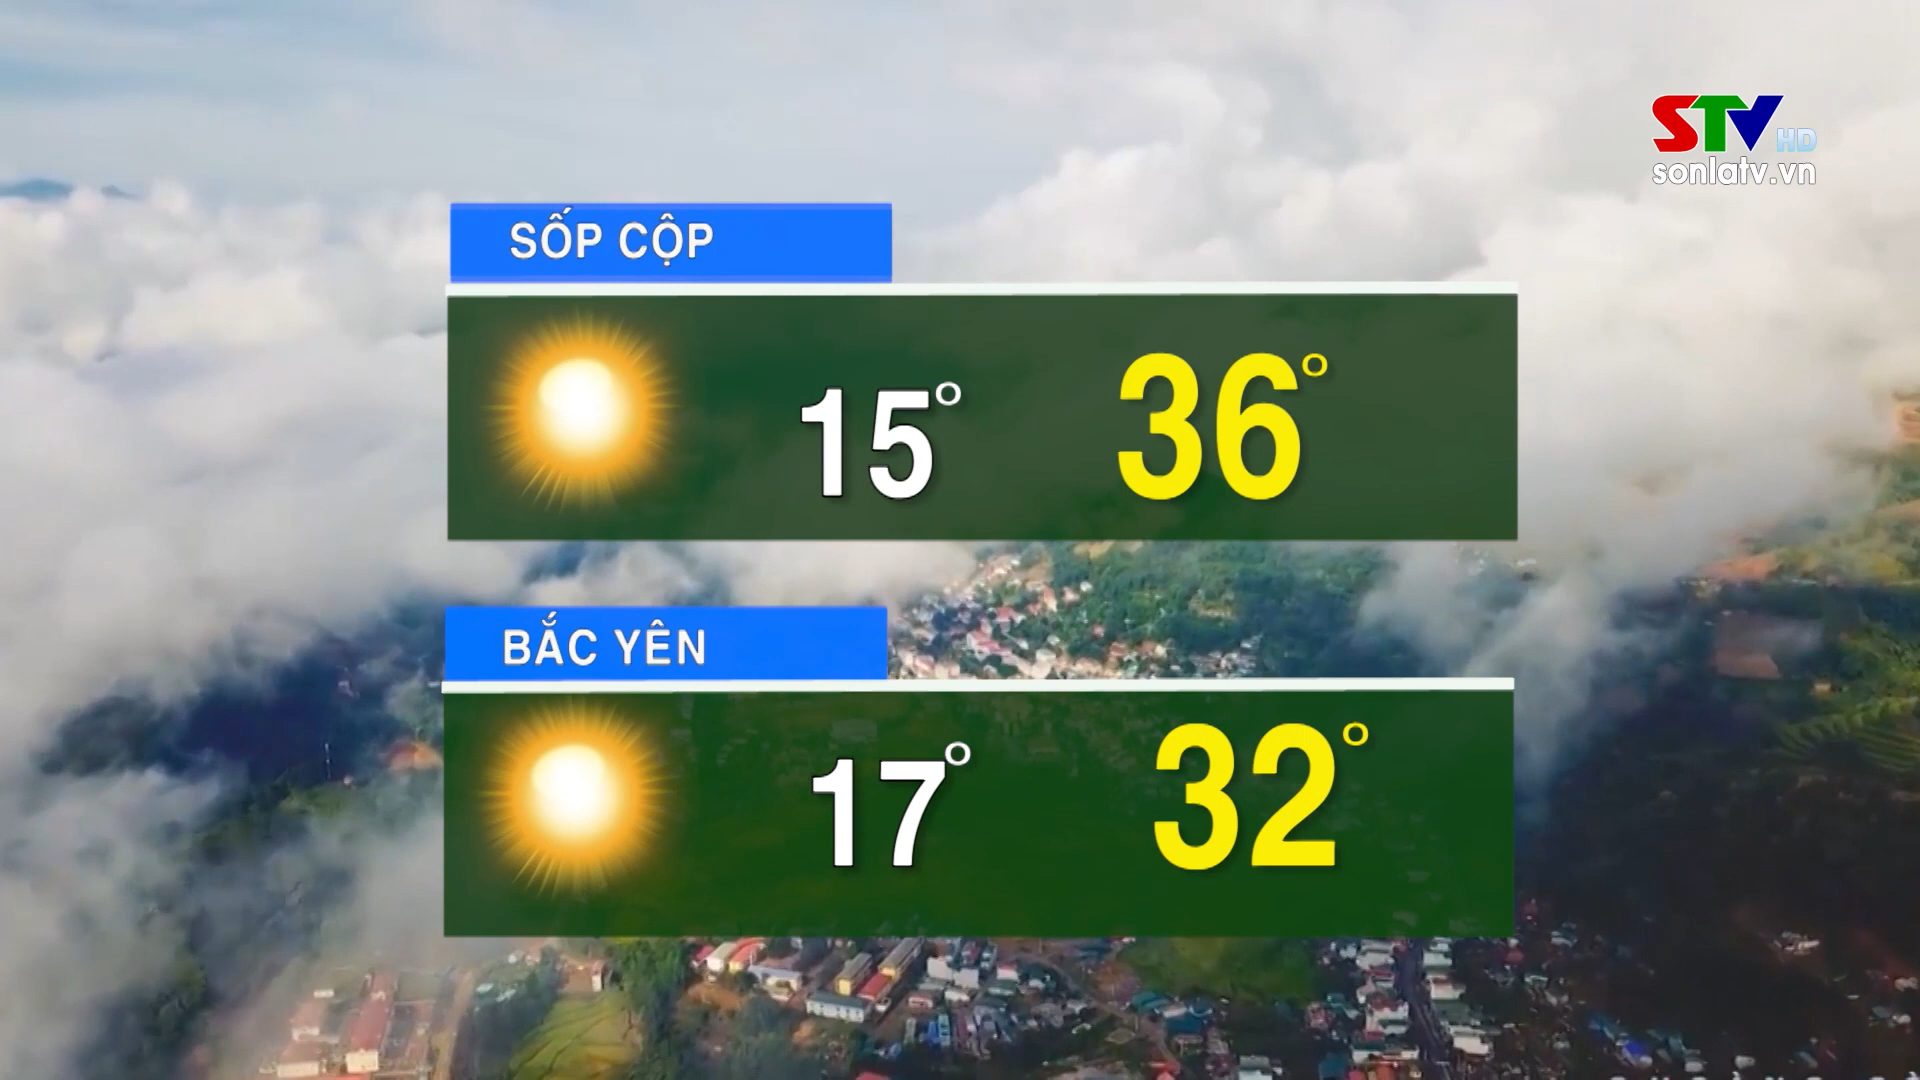 STV HD
sonlatv.vn
SỐP CỘP
15° 36°
BẮC YÊN
17° 32°